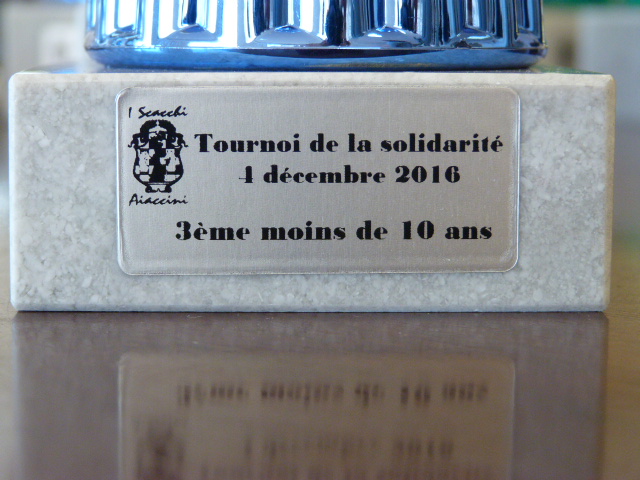 I Scacchi
Aiaccini
Tournoi de la solidarité
4 décembre 2016
3ème moins de 10 ans